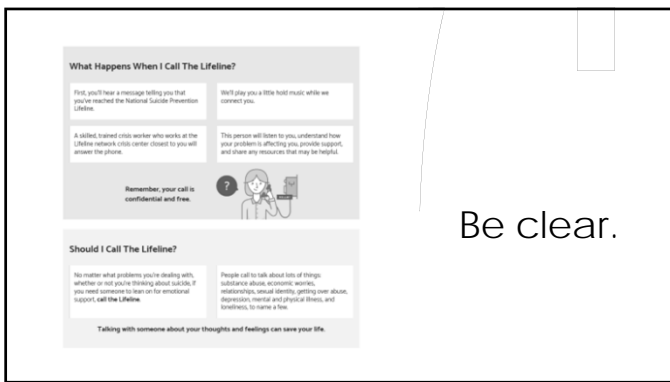 What Happens When I Call The Lifeline?
First, you'll hear a message telling you that
you've reached the National Suicide Prevention
Lifeline.
We'll play you a little hold music while we
connect you.
A skilled, trained crisis worker who works at the
Lifeline network crisis center closest to you will
answer the phone.
This person will listen to you, understand how
your problem is affecting you, provide support,
and share any resources that may be helpful.
Remember, your call is
confidential and free.
?
Should I Call The Lifeline?
No matter what problems you're dealing with,
whether or not you're thinking about suicide, if
you need someone to lean on for emotional
support, call the Lifeline.
People call to talk about lots of things:
substance abuse, economic worries,
relationships, sexual identity, getting over abuse,
depression, mental and physical illness, and
loneliness, to name a few.
Talking with someone about your thoughts and feelings can save your life.
Be clear.